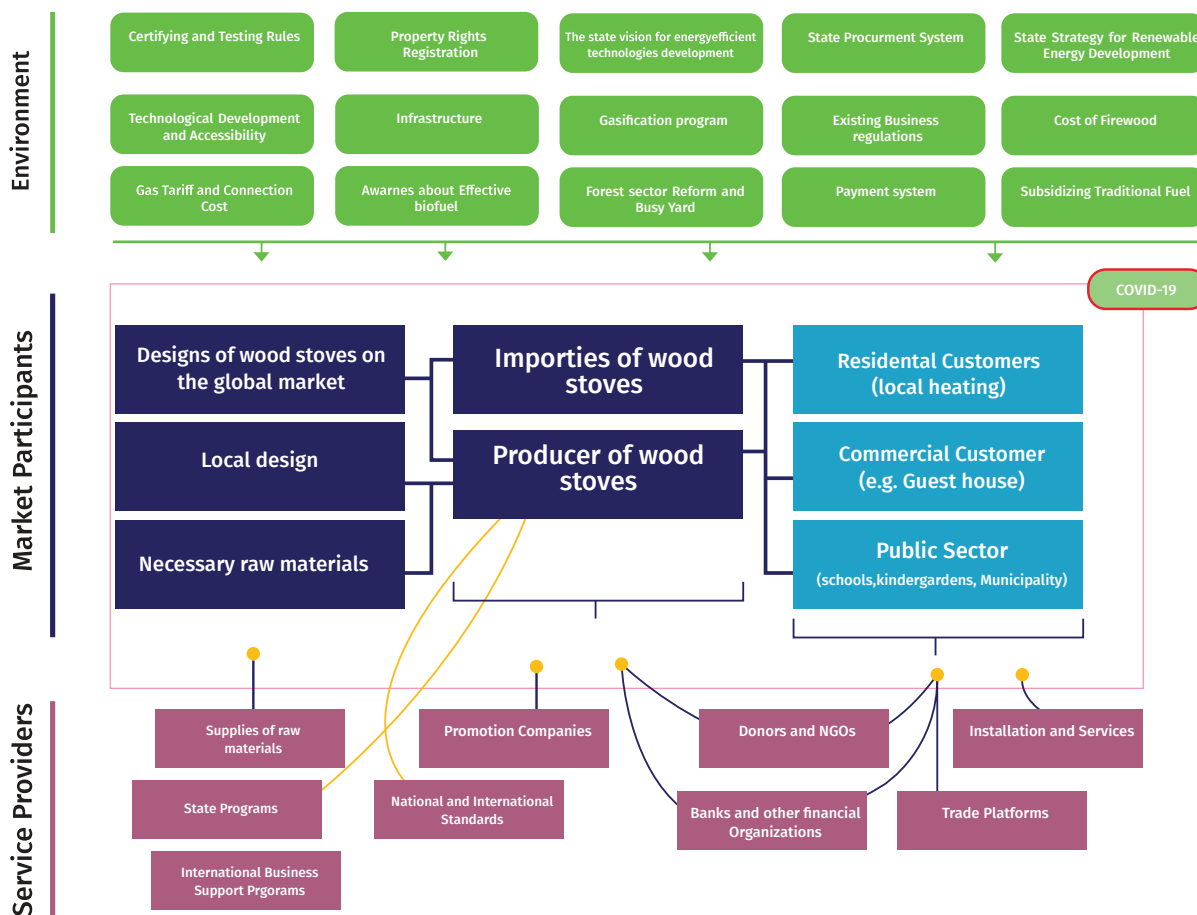 Environment
Certifying and Testing Rules
Property Rights
Registration
The state vision for energyefficient
technologies development
State Procurment System
State Strategy for Renewable
Energy Development
Technological Development
and Accessibility
Infrastructure
Gasification program
Existing Business
regulations
Cost of Firewood
Gas Tariff and Connection
Cost
Awarnes about Effective
biofuel
Forest sector Reform and
Busy Yard
Payment system
Subsidizing Traditional Fuel
COVID-19
Market Participants
Designs of wood stoves on
the global market
Importies of wood
stoves
Residental Customers
(local heating)
Local design
Producer of wood
stoves
Commercial Customer
(e.g. Guest house)
Necessary raw materials
Public Sector
(schools,kindergardens, Municipality)
Service Providers
Supplies of raw
materials
Promotion Companies
Donors and NGOs
Installation and Services
State Programs
National and International
Standards
Banks and other financial
Organizations
Trade Platforms
International Business
Support Prgorams